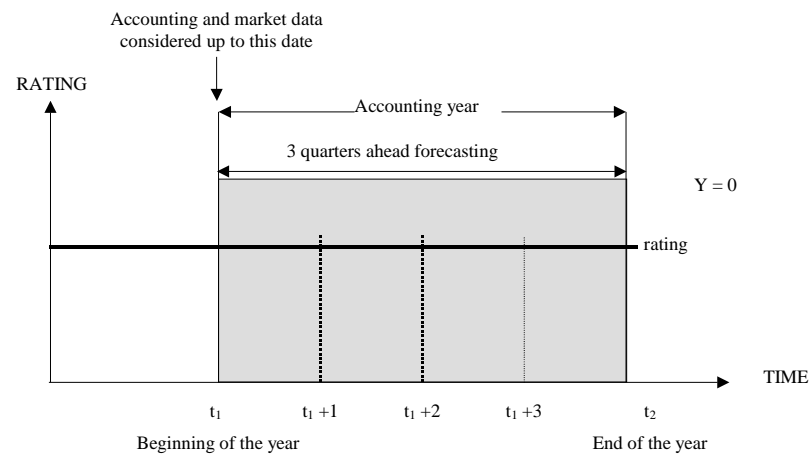 Accounting and market data
considered up to this date
RATING
Accounting year
3 quarters ahead forecasting
Y = 0
rating
TIME
t₁ t₁ +1 t₁ +2 t₁ +3 t₂
Beginning of the year End of the year